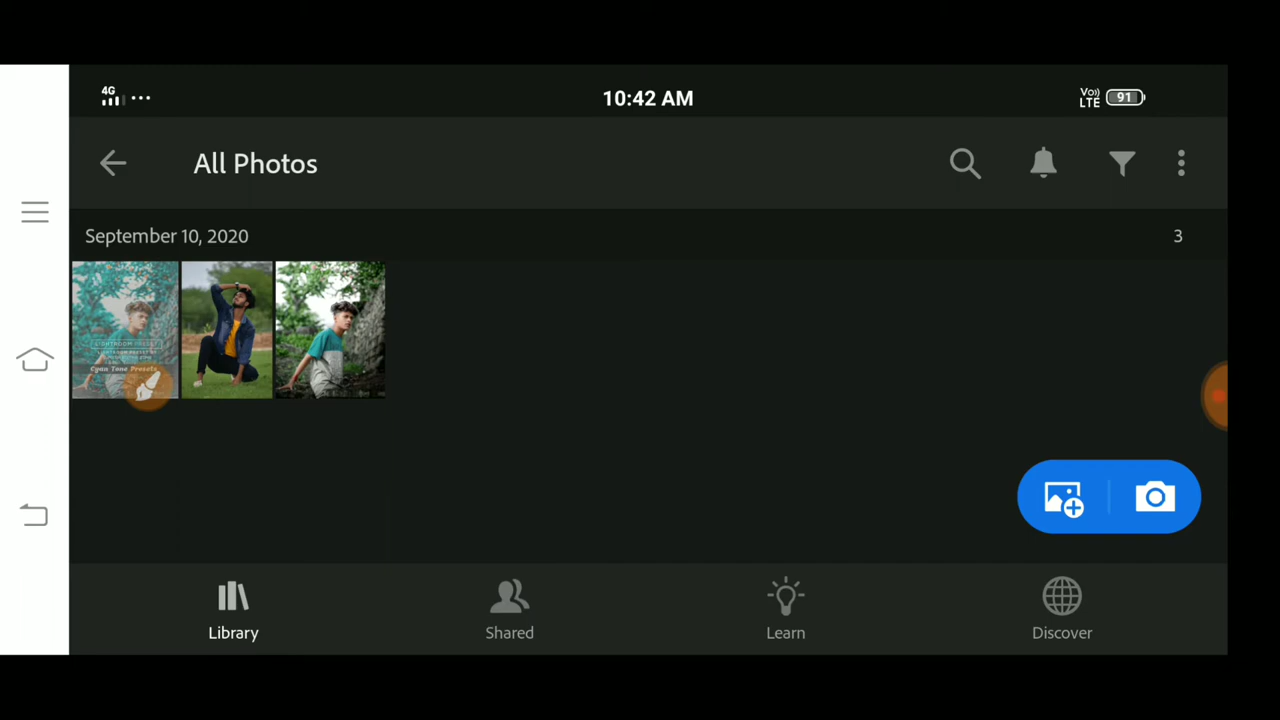 4G
10:42 AM
Vo)) LTE
91
All Photos
September 10, 2020
3
LIGHTROOM PRESET
Cyan Tone Presets
Library
Shared
Learn
Discover